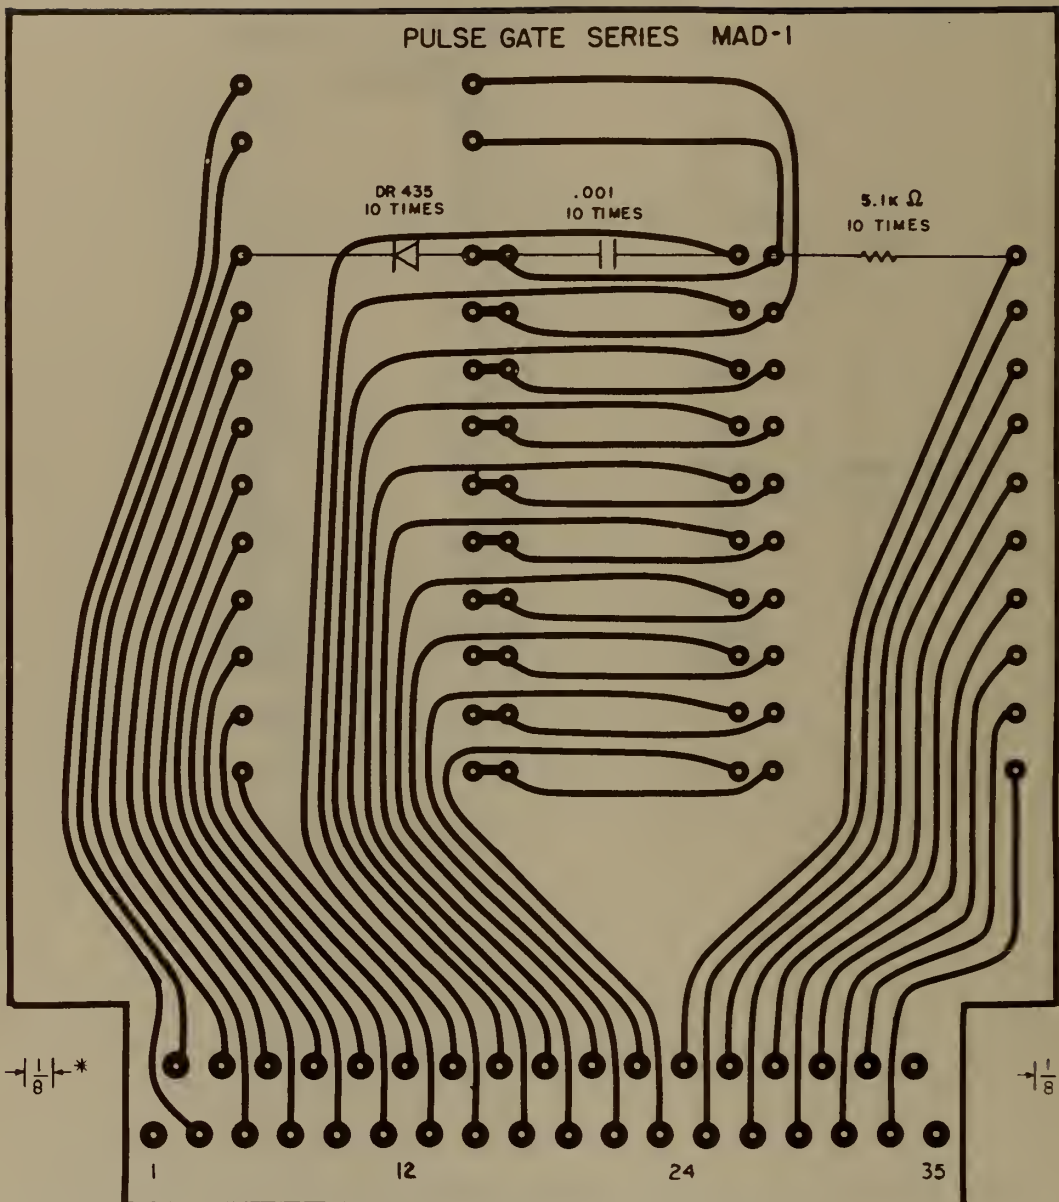 PULSE GATE SERIES MAD-1
DR 435
10 TIMES
.001
10 TIMES
5.1K Ω
10 TIMES
1/8 *
1/8
1 12 24 35